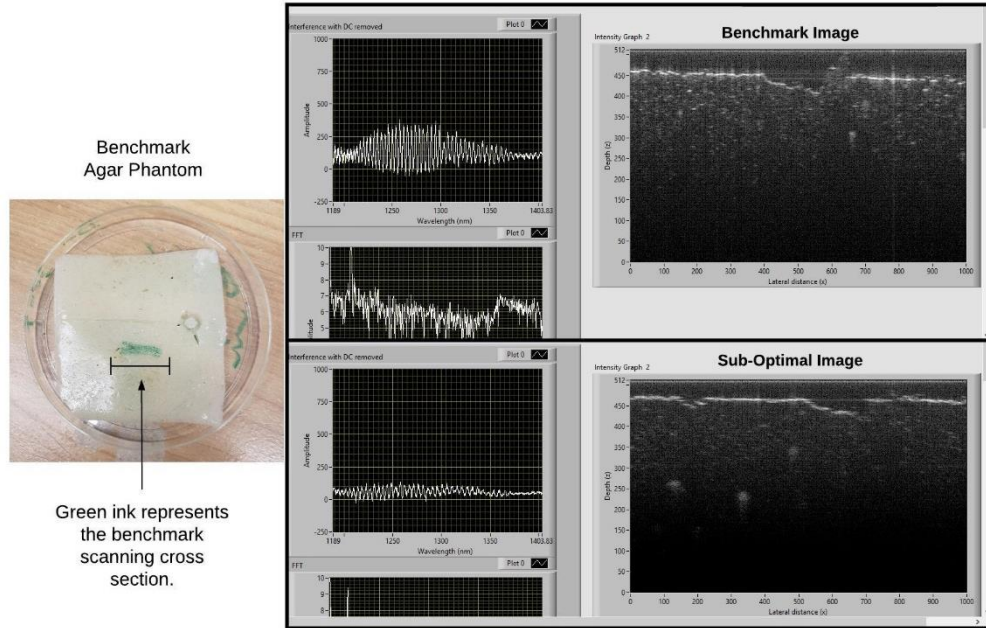 Benchmark
Agar Phantom
Green ink represents
the benchmark
scanning cross
section.
Interference with DC removed
Plot 0
1000
750
500
250
0
-250
Amplitude
1189
1250
1300
1350
1403.83
Wavelength (nm)
FFT
Plot 0
10
9
8
7
6
5
Benchmark Image
Intensity Graph 2
512
450
400
350
300
250
200
150
100
50
0
Depth (z)
0
100
200
300
400
500
600
700
800
900
1000
Lateral distance (x)
Interference with DC removed
Plot 0
1000
750
500
250
0
-250
Amplitude
1189
1250
1300
1350
1403.83
Wavelength (nm)
FFT
Plot 0
10
9
8
Sub-Optimal Image
Intensity Graph 2
512
450
400
350
300
250
200
150
100
50
0
Depth (z)
0
100
200
300
400
500
600
700
800
900
1000
Lateral distance (x)